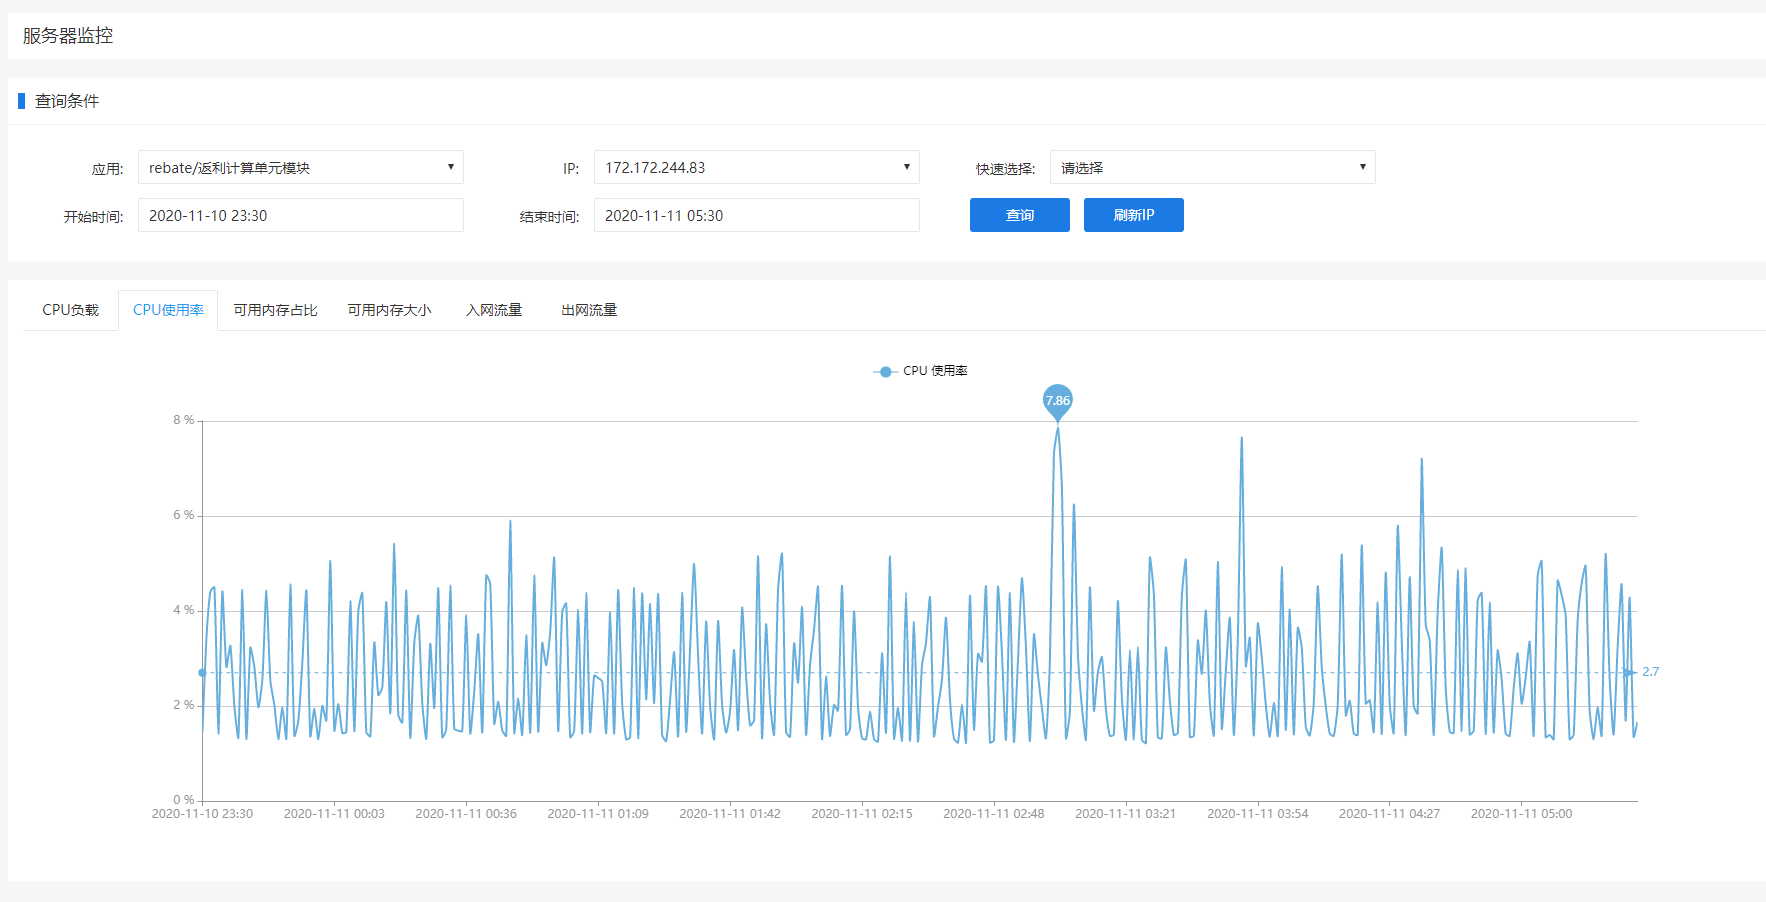 服务器监控
查询条件
应用: rebate/返利计算单元模块 IP: 172.172.244.83 快速选择: 请选择
开始时间: 2020-11-10 23:30 结束时间: 2020-11-11 05:30 查询 刷新IP
CPU负载 CPU使用率 可用内存占比 可用内存大小 入网流量 出网流量
CPU 使用率
7.86
8 %
6 %
4 %
2.7
2 %
0 %
2020-11-10 23:30 2020-11-11 00:03 2020-11-11 00:36 2020-11-11 01:09 2020-11-11 01:42 2020-11-11 02:15 2020-11-11 02:48 2020-11-11 03:21 2020-11-11 03:54 2020-11-11 04:27 2020-11-11 05:00